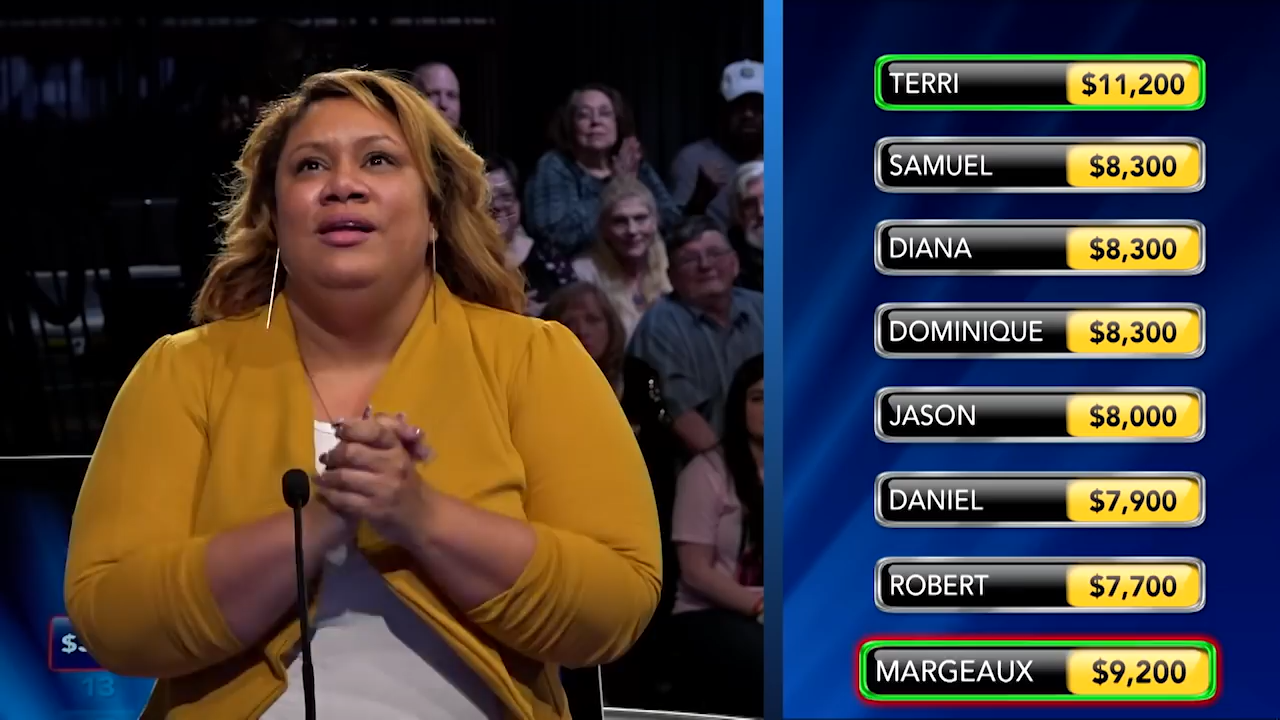 TERRI $11,200
SAMUEL $8,300
DIANA $8,300
DOMINIQUE $8,300
JASON $8,000
DANIEL $7,900
ROBERT $7,700
MARGEAUX $9,200
13